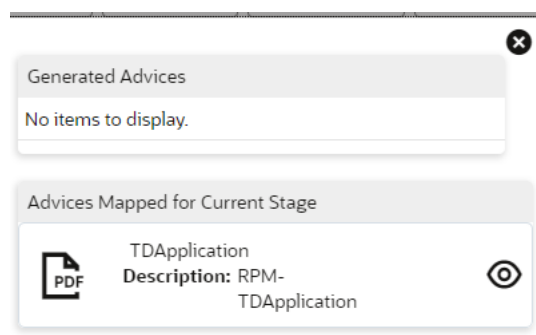 Generated Advices
No items to display.
Advices Mapped for Current Stage
PDF
TDApplication
Description: RPM-
TDApplication